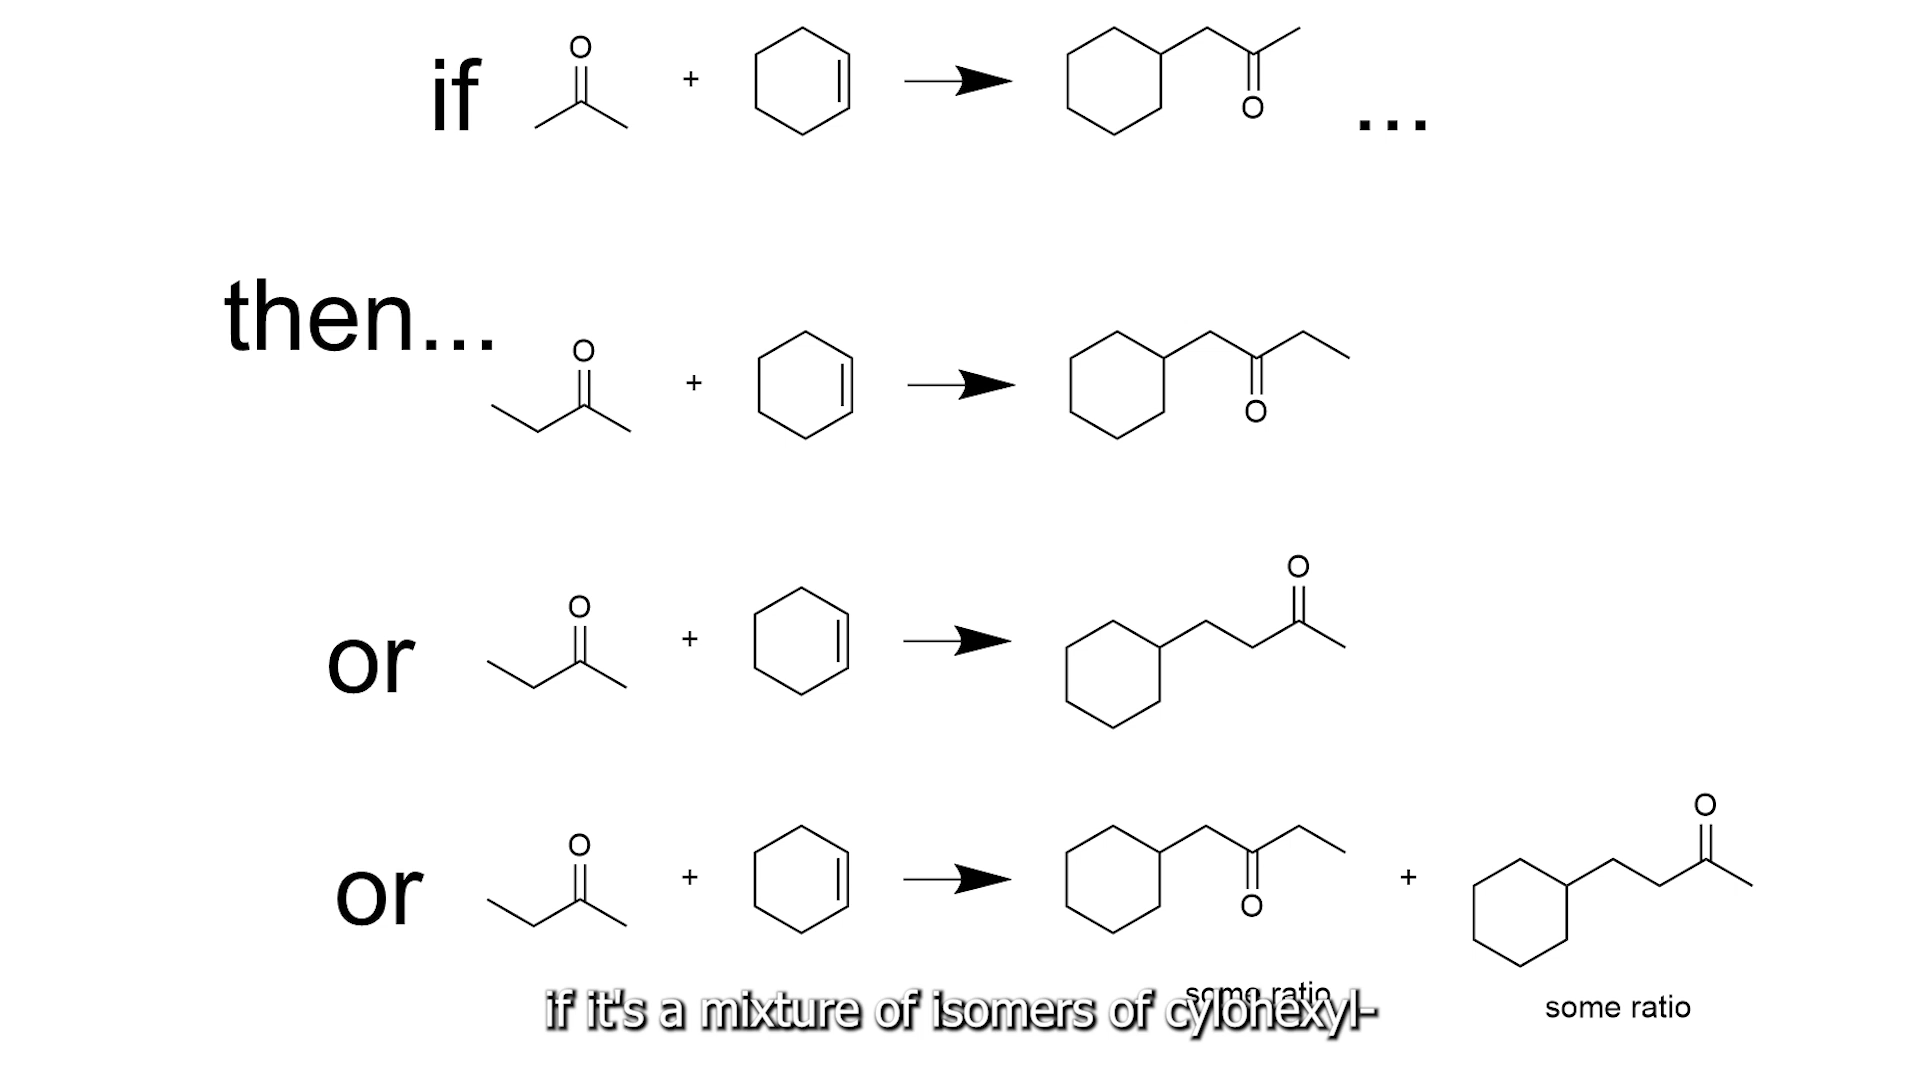 if O + O ...
then... O + O
or O + O
or O + O + O
some ratio
some ratio
if it's a mixture of isomers of cylohexyl-